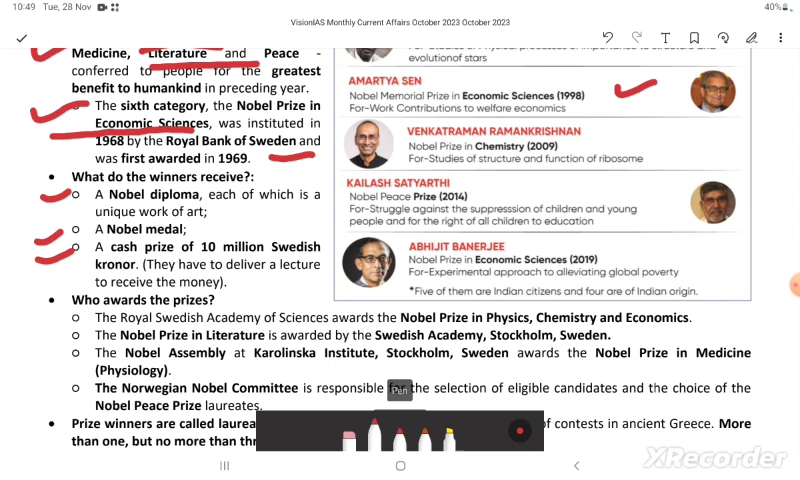 10:49 Tue, 28 Nov
40%
VisionIAS Monthly Current Affairs October 2023 October 2023
Medicine, Literature and Peace -
conferred to people for the greatest
benefit to humankind in preceding year.
o The sixth category, the Nobel Prize in
Economic Sciences, was instituted in
1968 by the Royal Bank of Sweden and
was first awarded in 1969.
• What do the winners receive?:
o A Nobel diploma, each of which is a
unique work of art;
o A Nobel medal;
o A cash prize of 10 million Swedish
kronor. (They have to deliver a lecture
to receive the money).
evolutionof stars
AMARTYA SEN
Nobel Memorial Prize in Economic Sciences (1998)
For-Work Contributions to welfare economics
VENKATRAMAN RAMANKRISHNAN
Nobel Prize in Chemistry (2009)
For-Studies of structure and function of ribosome
KAILASH SATYARTHI
Nobel Peace Prize (2014)
For-Struggle against the suppresssion of children and young
people and for the right of all children to education
ABHIJIT BANERJEE
Nobel Prize in Economic Sciences (2019)
For-Experimental approach to alleviating global poverty
*Five of them are Indian citizens and four are of Indian origin.
• Who awards the prizes?
o The Royal Swedish Academy of Sciences awards the Nobel Prize in Physics, Chemistry and Economics.
o The Nobel Prize in Literature is awarded by the Swedish Academy, Stockholm, Sweden.
o The Nobel Assembly at Karolinska Institute, Stockholm, Sweden awards the Nobel Prize in Medicine
(Physiology).
o The Norwegian Nobel Committee is responsible for the selection of eligible candidates and the choice of the
Nobel Peace Prize laureates.
Pen
• Prize winners are called of contests in ancient Greece. More
than one, but no more than
XRecorder